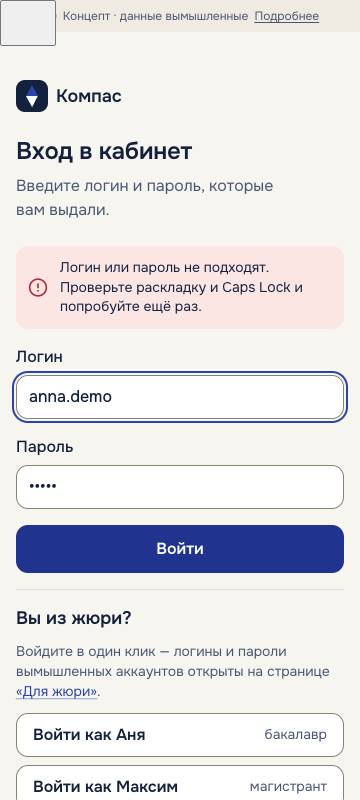 Концепт · данные вымышленные Подробнее
Компас
Вход в кабинет
Введите логин и пароль, которые
вам выдали.
Логин или пароль не подходят.
Проверьте раскладку и Caps Lock и
попробуйте ещё раз.
Логин
anna.demo
Пароль
•••••
Войти
Вы из жюри?
Войдите в один клик — логины и пароли
вымышленных аккаунтов открыты на странице
«Для жюри».
Войти как Аня бакалавр
Войти как Максим магистрант